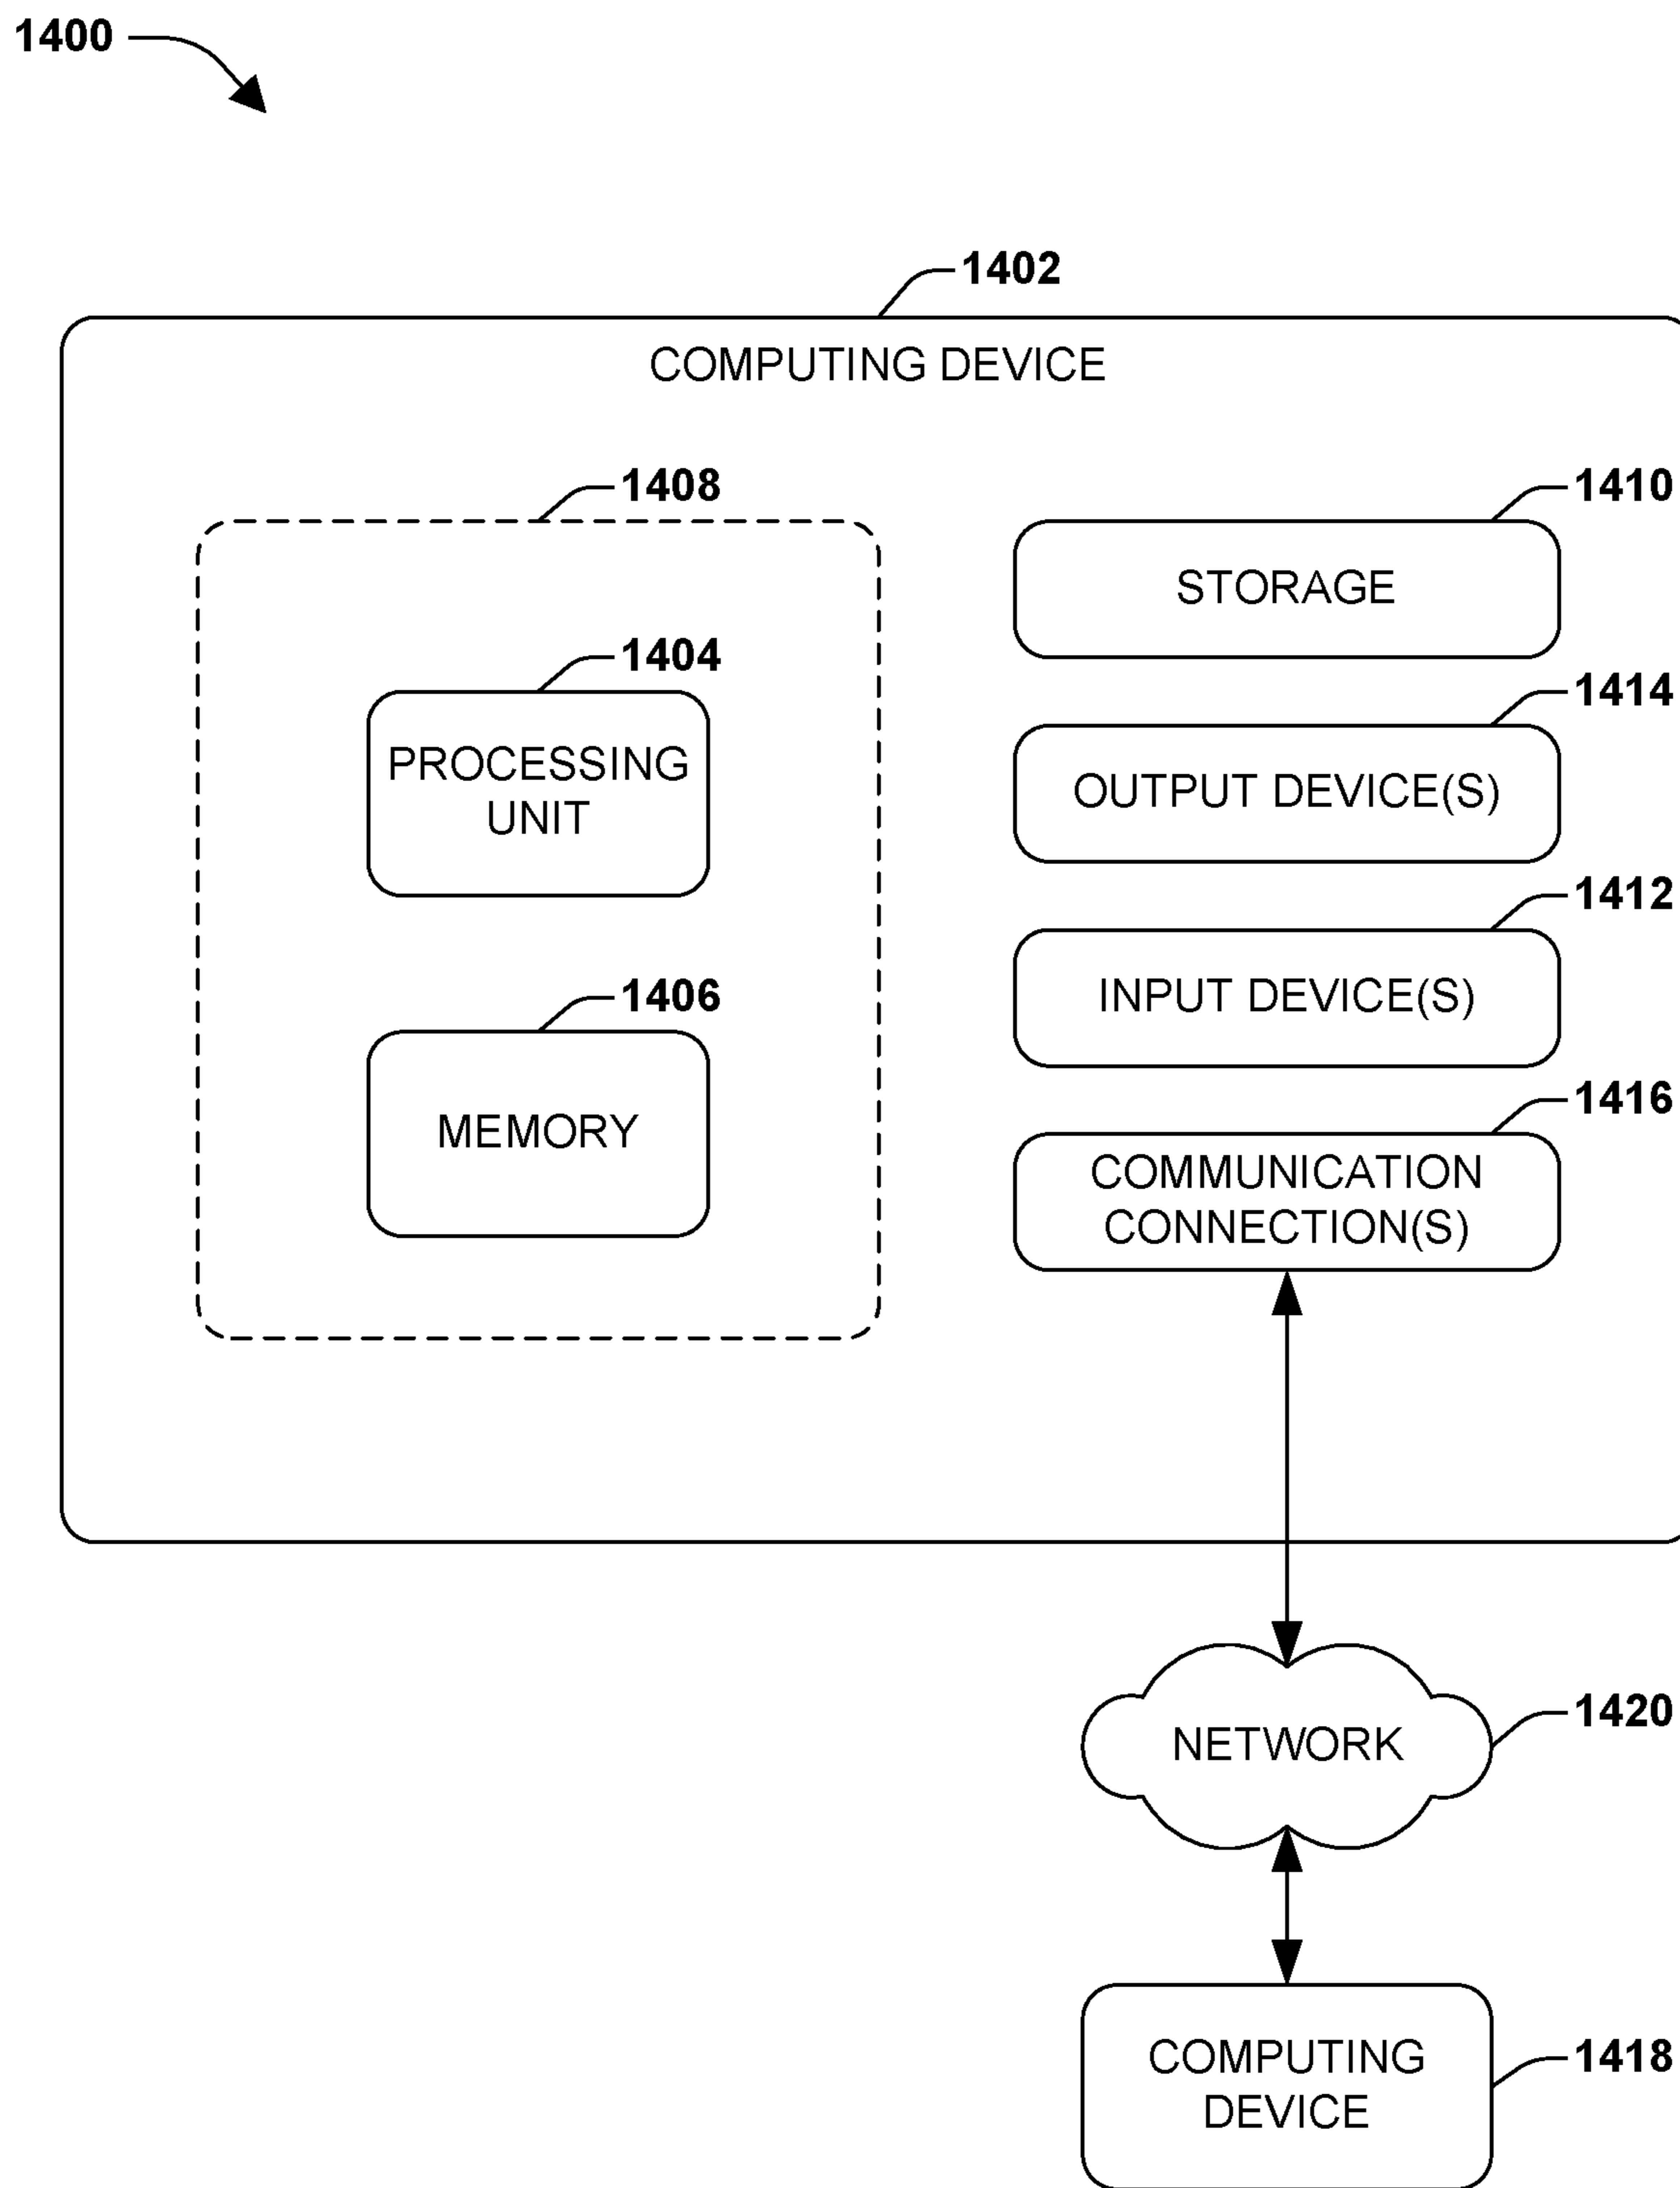 1400
1402
COMPUTING DEVICE
1408
1410
STORAGE
1404
PROCESSING
UNIT
1414
OUTPUT DEVICE(S)
1412
INPUT DEVICE(S)
1406
MEMORY
1416
COMMUNICATION
CONNECTION(S)
1420
NETWORK
1418
COMPUTING
DEVICE